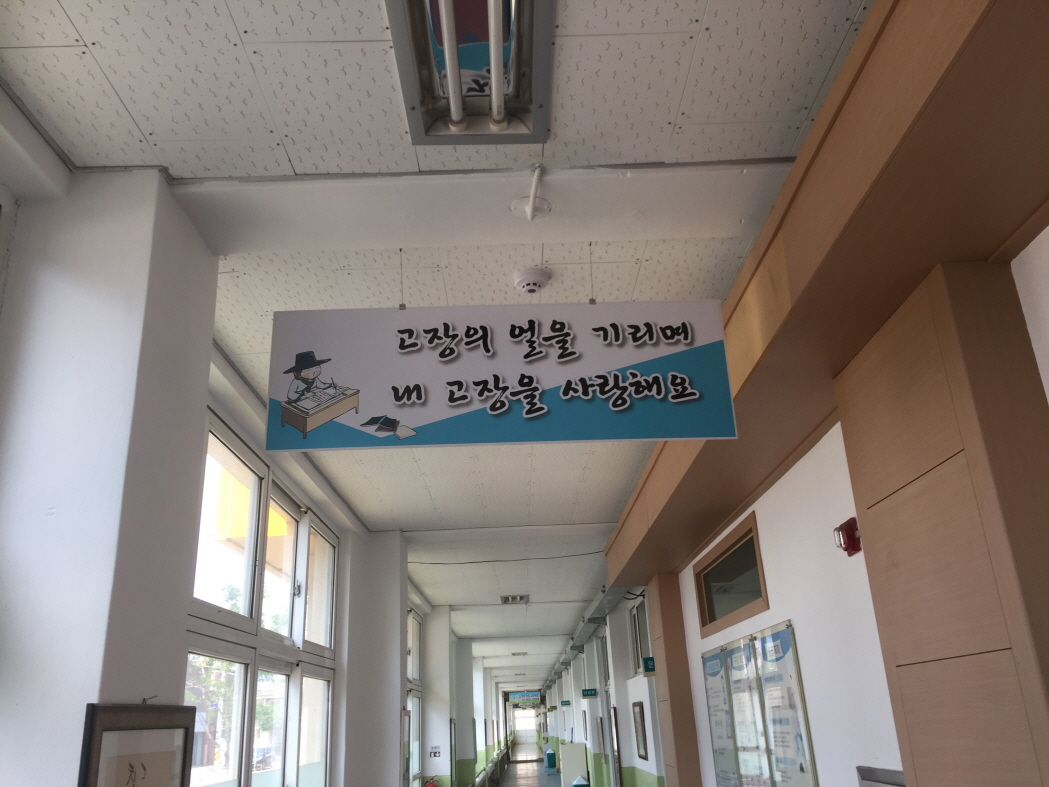 고장의 얼을 기리며
내 고장을 사랑해요